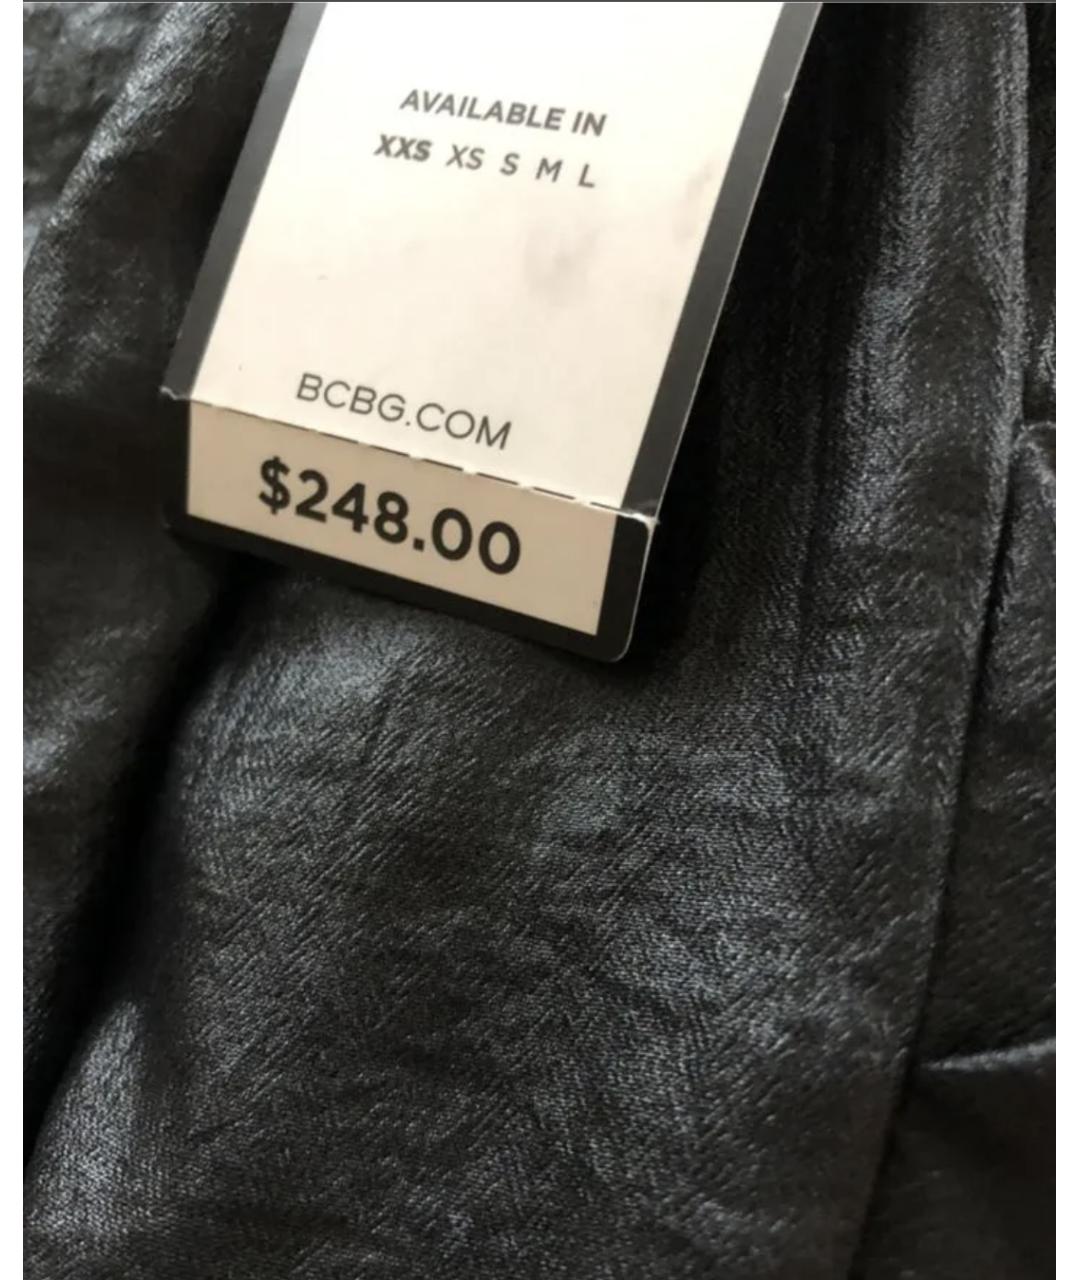 AVAILABLE IN
XXS XS S M L
BCBG.COM
$248.00